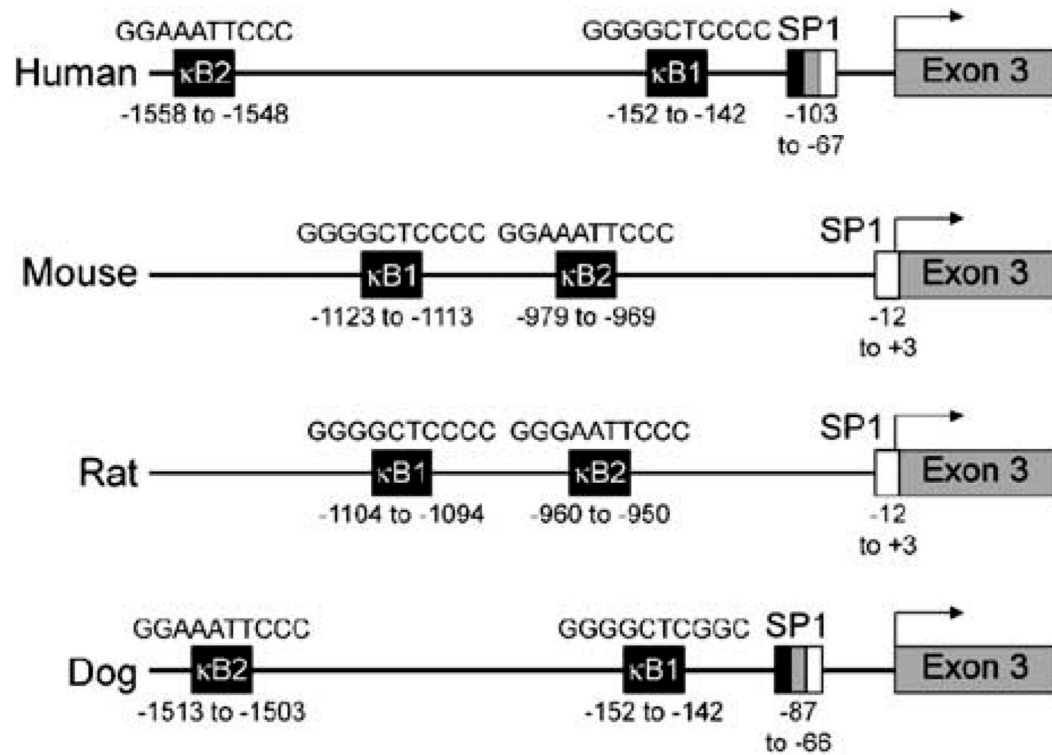 GGAAATTCCC GGGGCTCCCC SP1
Human κB2 κB1 Exon 3
-1558 to -1548 -152 to -142 -103
to -67
GGGGCTCCCC GGAAATTCCC SP1
Mouse κB1 κB2 Exon 3
-1123 to -1113 -979 to -969 -12
to +3
GGGGCTCCCC GGGAATTCCC SP1
Rat κB1 κB2 Exon 3
-1104 to -1094 -960 to -950 -12
to +3
GGAAATTCCC GGGGCTCGGC SP1
Dog κB2 κB1 Exon 3
-1513 to -1503 -152 to -142 -87
to -66